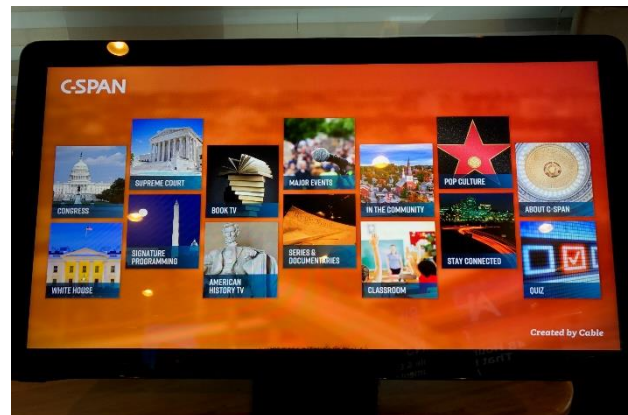 C-SPAN
CONGRESS
SUPREME COURT
BOOK TV
MAJOR EVENTS
IN THE COMMUNITY
POP CULTURE
ABOUT C-SPAN
WHITE HOUSE
SIGNATURE
PROGRAMMING
AMERICAN
HISTORY TV
SERIES &
DOCUMENTARIES
CLASSROOM
STAY CONNECTED
QUIZ
Created by Cable